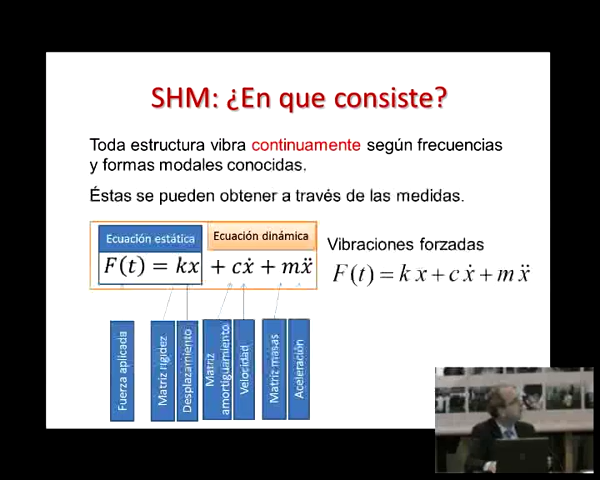 SHM: ¿En que consiste?
Toda estructura vibra continuamente según frecuencias
y formas modales conocidas.
Éstas se pueden obtener a través de las medidas.
Ecuación estática
Ecuación dinámica
F(t) = kx + cẋ + mẍ
Vibraciones forzadas
F(t) = k x + c ẋ + m ẍ
Fuerza aplicada
Matriz rigidez
Desplazamiento
Matriz
amortiguamiento
Velocidad
Matriz masas
Aceleración